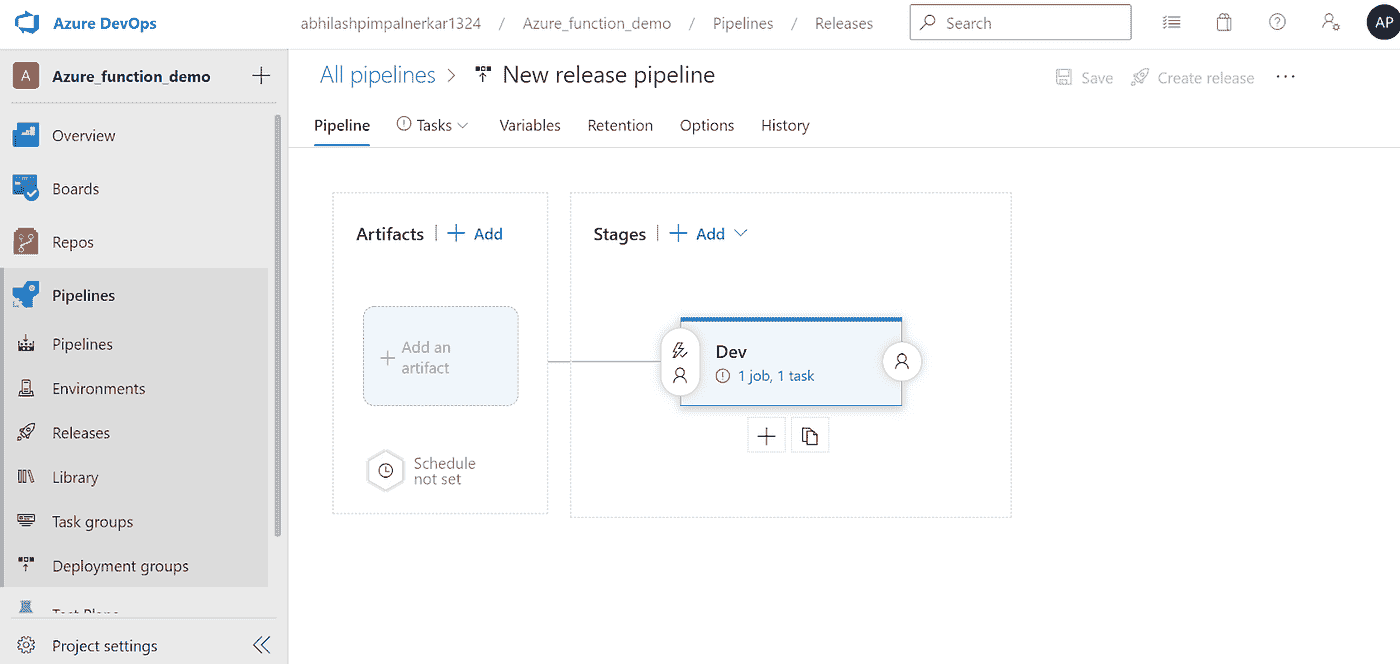 Azure DevOps
abhilashpimpalnerkar1324 / Azure_function_demo / Pipelines / Releases
Search
AP
A Azure_function_demo
Overview
Boards
Repos
Pipelines
Pipelines
Environments
Releases
Library
Task groups
Deployment groups
Test Plans
Project settings
All pipelines > New release pipeline
Save
Create release
...
Pipeline
Tasks
Variables
Retention
Options
History
Artifacts | + Add
Add an
artifact
Schedule
not set
Stages | + Add
Dev
1 job, 1 task